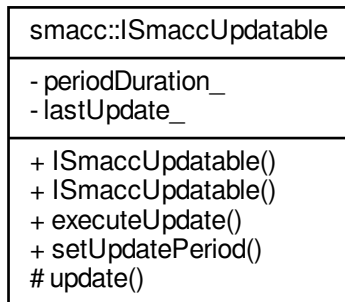 smacc::ISmaccUpdatable
- periodDuration_
- lastUpdate_
+ ISmaccUpdatable()
+ ISmaccUpdatable()
+ executeUpdate()
+ setUpdatePeriod()
# update()